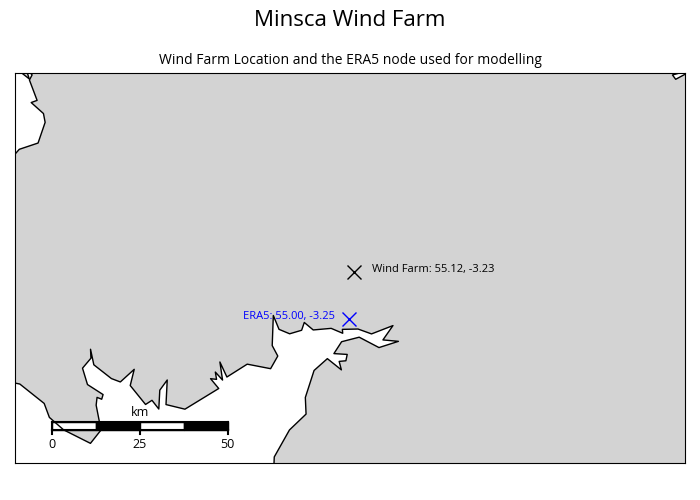 Minsca Wind Farm
Wind Farm Location and the ERA5 node used for modelling
Wind Farm: 55.12, -3.23
ERA5: 55.00, -3.25
km
0 25 50